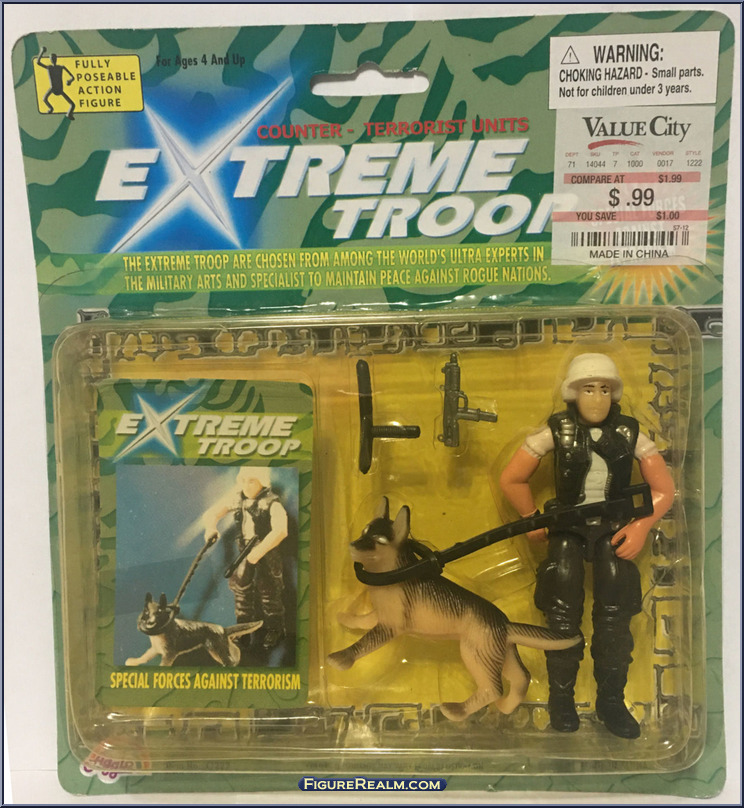 FULLY
POSEABLE
ACTION
FIGURE
For Ages 4 And Up
WARNING:
CHOKING HAZARD - Small parts.
Not for children under 3 years.
COUNTER - TERRORIST UNITS
EXTREME
TROOP
VALUE CITY
DEPT SKU TP CAT VENDOR STYLE
71 14044 7 1000 0017 1222
COMPARE AT $1.99
$.99
YOU SAVE $1.00
57-12
MADE IN CHINA
THE EXTREME TROOP ARE CHOSEN FROM AMONG THE WORLD'S ULTRA EXPERTS IN
THE MILITARY ARTS AND SPECIALIST TO MAINTAIN PEACE AGAINST ROGUE NATIONS.
EXTREME
TROOP
SPECIAL FORCES AGAINST TERRORISM
FIGUREREALM.COM